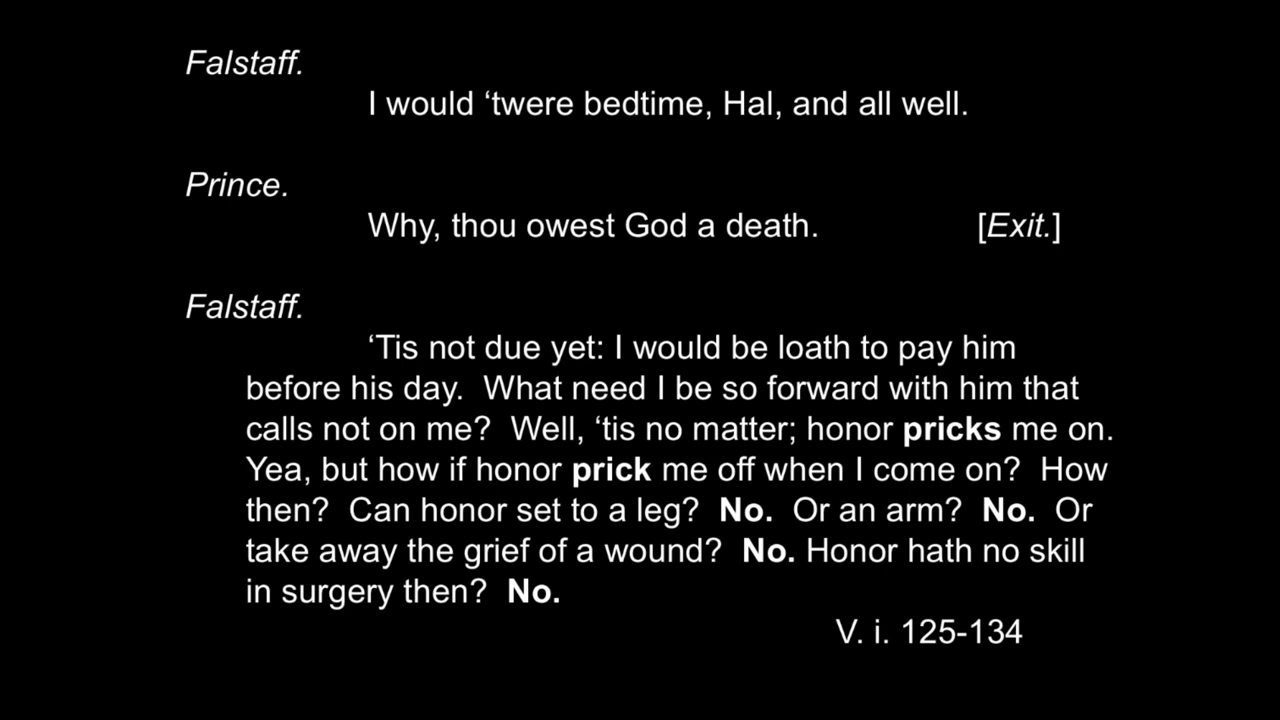 Falstaff.
I would ‘twere bedtime, Hal, and all well.
Prince.
Why, thou owest God a death. [Exit.]
Falstaff.
‘Tis not due yet: I would be loath to pay him
before his day. What need I be so forward with him that
calls not on me? Well, ‘tis no matter; honor pricks me on.
Yea, but how if honor prick me off when I come on? How
then? Can honor set to a leg? No. Or an arm? No. Or
take away the grief of a wound? No. Honor hath no skill
in surgery then? No.
V. i. 125-134